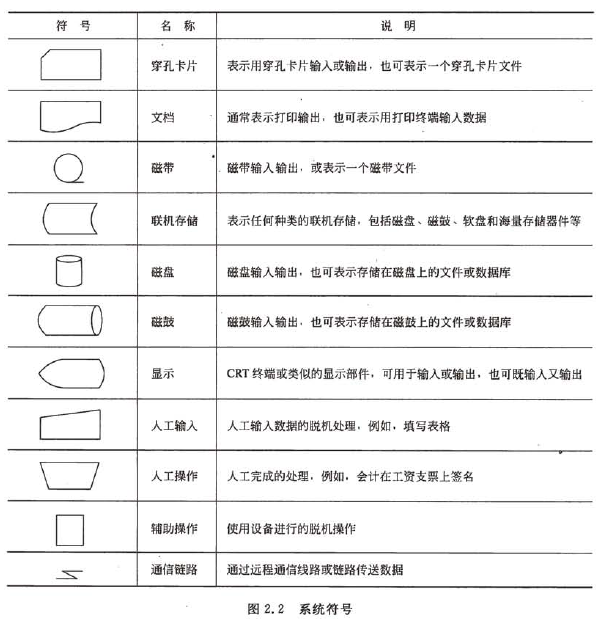 符 号 名 称 说 明
穿孔卡片 表示用穿孔卡片输入或输出，也可表示一个穿孔卡片文件
文档 通常表示打印输出，也可表示用打印终端输入数据
磁带 磁带输入输出，或表示一个磁带文件
联机存储 表示任何种类的联机存储，包括磁盘、磁鼓、软盘和海量存储器件等
磁盘 磁盘输入输出，也可表示存储在磁盘上的文件或数据库
磁鼓 磁鼓输入输出，也可表示存储在磁鼓上的文件或数据库
显示 CRT 终端或类似的显示部件，可用于输入或输出，也可既输入又输出
人工输入 人工输入数据的脱机处理，例如，填写表格
人工操作 人工完成的处理，例如，会计在工资支票上签名
辅助操作 使用设备进行的脱机操作
通信链路 通过远程通信线路或链路传送数据
图 2.2 系统符号